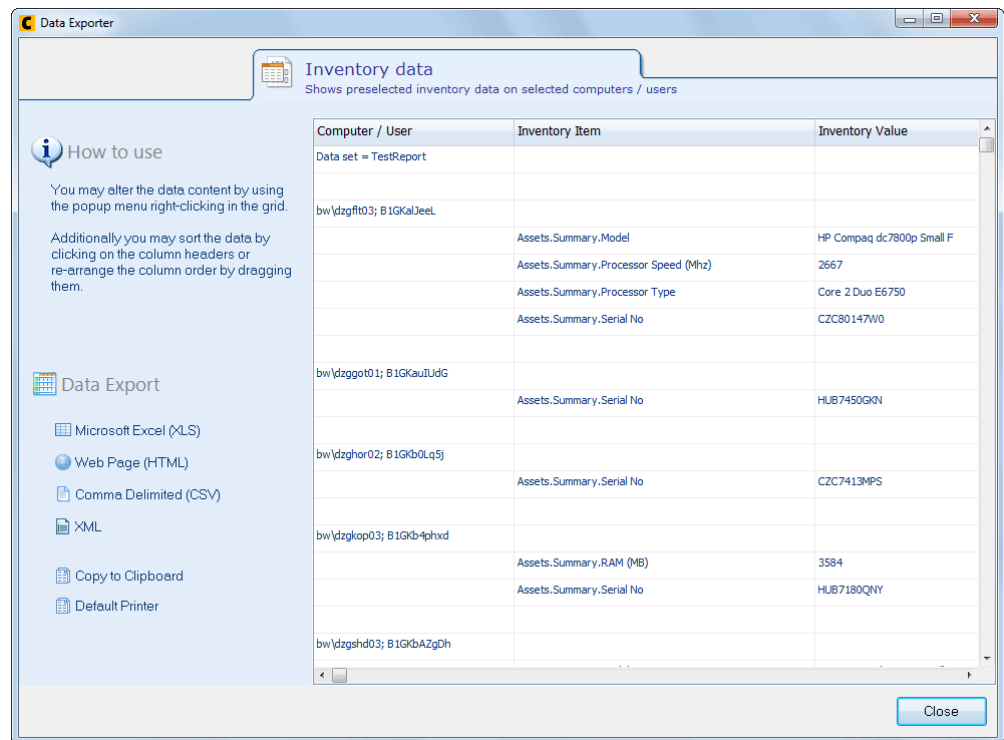 Data Exporter
Inventory data
Shows preselected inventory data on selected computers / users
How to use
You may alter the data content by using
the popup menu right-clicking in the grid.
Additionally you may sort the data by
clicking on the column headers or
re-arrange the column order by dragging
them.
Data Export
Microsoft Excel (XLS)
Web Page (HTML)
Comma Delimited (CSV)
XML
Copy to Clipboard
Default Printer
Computer / User Inventory Item Inventory Value
Data set = TestReport
bw\dzgflt03; B1GKalJeeL
Assets.Summary.Model HP Compaq dc7800p Small F
Assets.Summary.Processor Speed (Mhz) 2667
Assets.Summary.Processor Type Core 2 Duo E6750
Assets.Summary.Serial No CZC80147W0
bw\dzggot01; B1GKauIUdG
Assets.Summary.Serial No HUB7450GKN
bw\dzghor02; B1GKb0Lq5j
Assets.Summary.Serial No CZC7413MPS
bw\dzgkop03; B1GKb4phxd
Assets.Summary.RAM (MB) 3584
Assets.Summary.Serial No HUB7180QNY
bw\dzgshd03; B1GKbAZgDh
Close